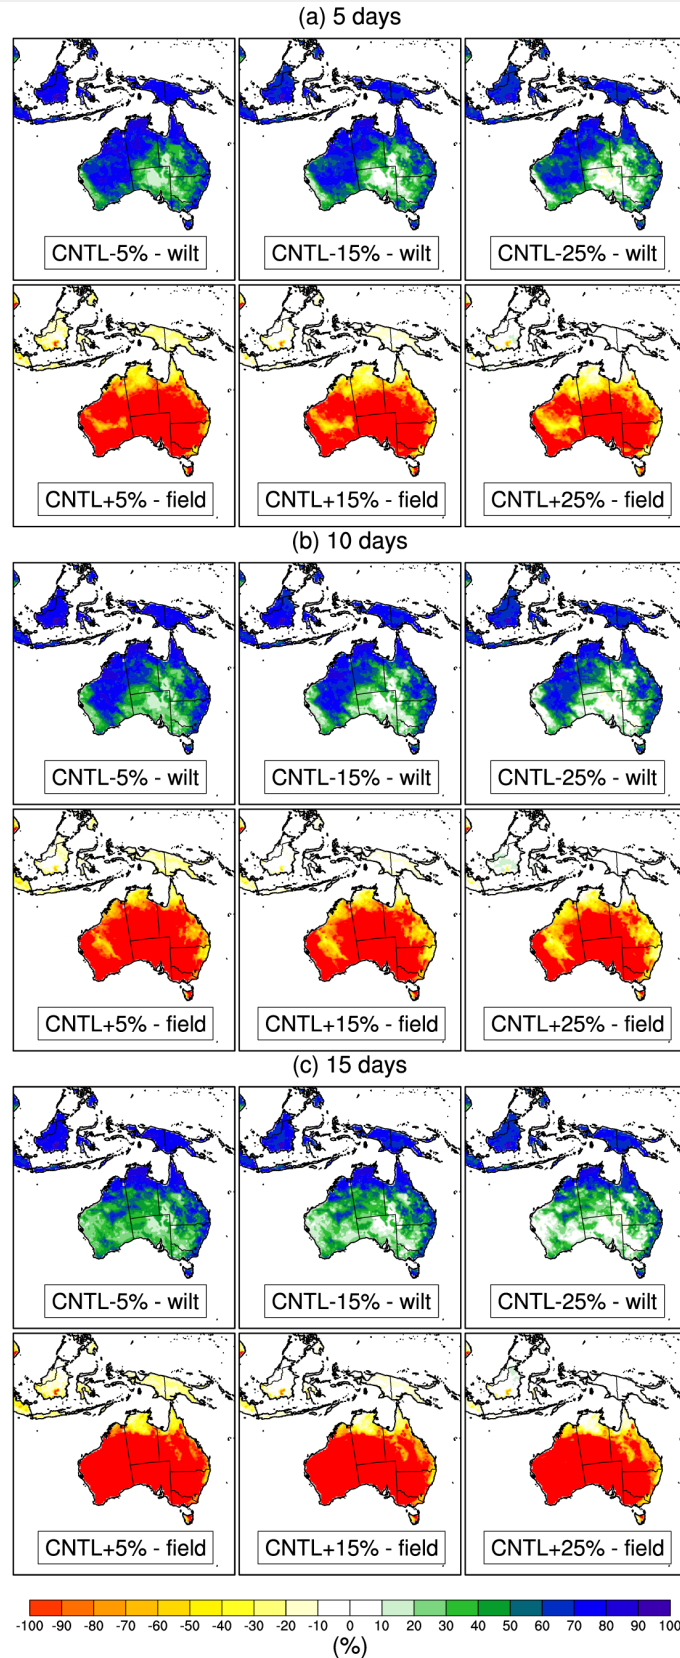 (a) 5 days
CNTL-5% - wilt CNTL-15% - wilt CNTL-25% - wilt
CNTL+5% - field CNTL+15% - field CNTL+25% - field
(b) 10 days
CNTL-5% - wilt CNTL-15% - wilt CNTL-25% - wilt
CNTL+5% - field CNTL+15% - field CNTL+25% - field
(c) 15 days
CNTL-5% - wilt CNTL-15% - wilt CNTL-25% - wilt
CNTL+5% - field CNTL+15% - field CNTL+25% - field
-100 -90 -80 -70 -60 -50 -40 -30 -20 -10 0 10 20 30 40 50 60 70 80 90 100
(%)